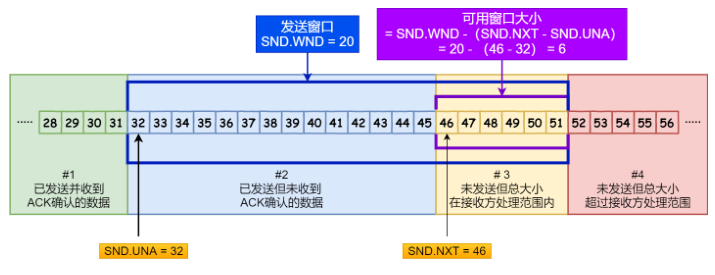 发送窗口
SND.WND = 20
可用窗口大小
= SND.WND -（SND.NXT - SND.UNA）
= 20 -（46 - 32）= 6
····· 28 29 30 31 32 33 34 35 36 37 38 39 40 41 42 43 44 45 46 47 48 49 50 51 52 53 54 55 56 ·····
#1
已发送并收到
ACK确认的数据
#2
已发送但未收到
ACK确认的数据
# 3
未发送但总大小
在接收方处理范围内
#4
未发送但总大小
超过接收方处理范围
SND.UNA = 32
SND.NXT = 46